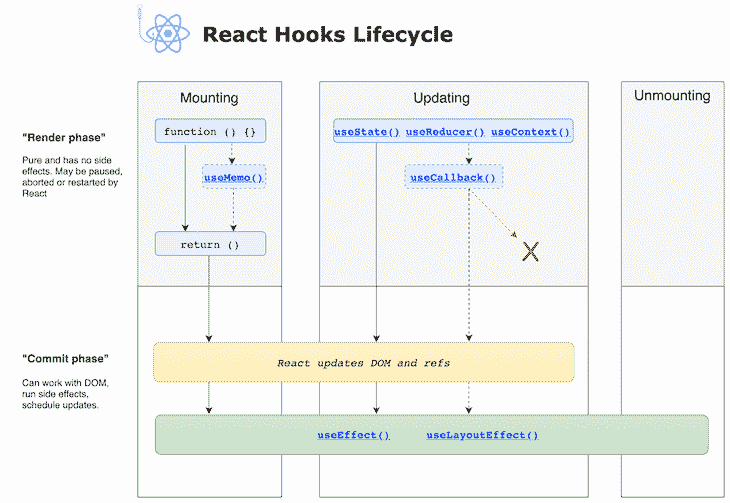 React Hooks Lifecycle
Mounting
Updating
Unmounting
"Render phase"
Pure and has no side
effects. May be paused,
aborted or restarted by
React
function () {}
useMemo()
return ()
useState() useReducer() useContext()
useCallback()
X
"Commit phase"
Can work with DOM,
run side effects,
schedule updates.
React updates DOM and refs
useEffect() useLayoutEffect()